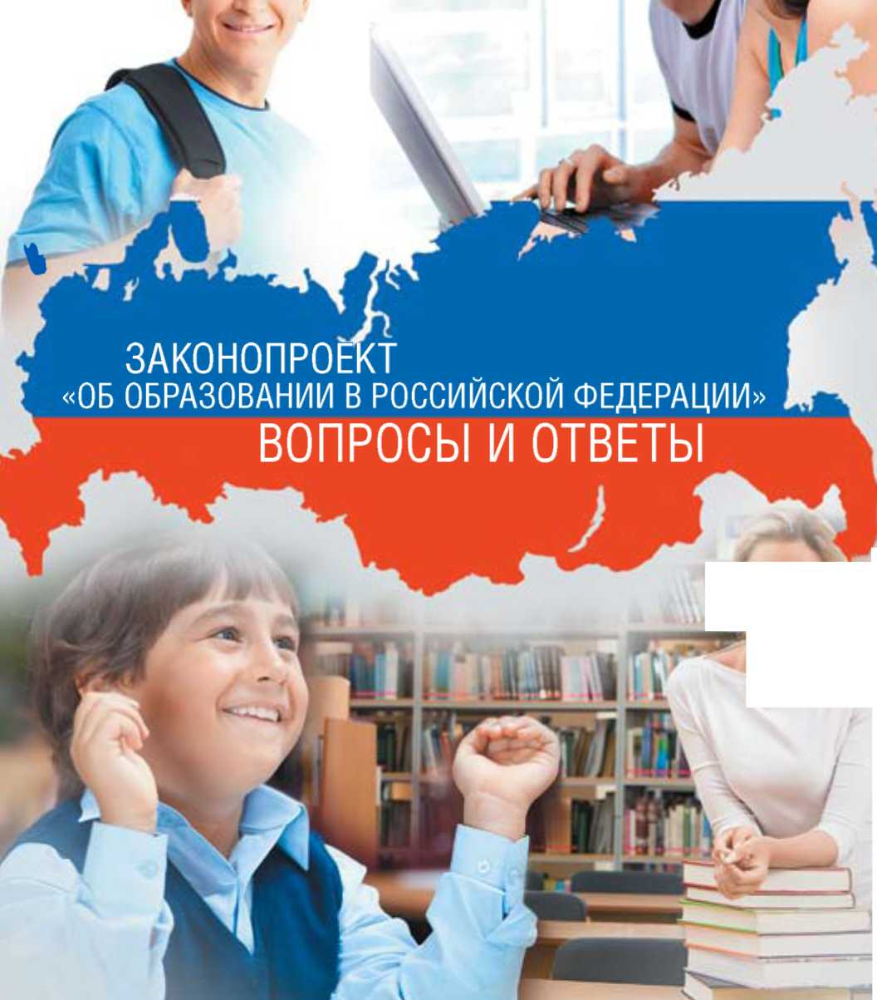 ЗАКОНОПРОЕКТ
«ОБ ОБРАЗОВАНИИ В РОССИЙСКОЙ ФЕДЕРАЦИИ»
ВОПРОСЫ И ОТВЕТЫ